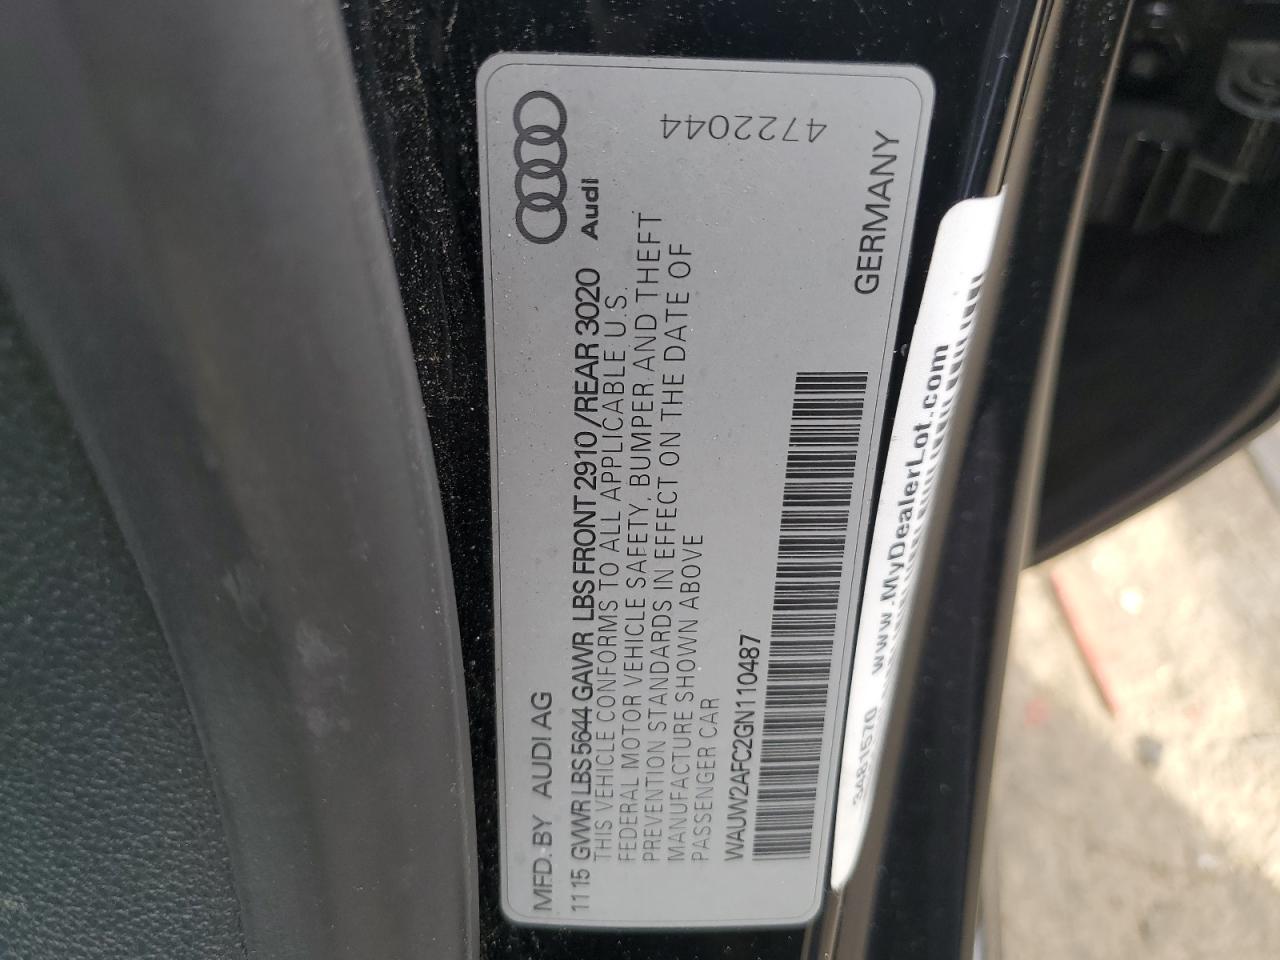 MFD. BY AUDI AG
Audi
11 15 GVWR LBS 5644 GAWR LBS FRONT 2910 /REAR 3020
THIS VEHICLE CONFORMS TO ALL APPLICABLE U.S.
FEDERAL MOTOR VEHICLE SAFETY, BUMPER AND THEFT
PREVENTION STANDARDS IN EFFECT ON THE DATE OF
MANUFACTURE SHOWN ABOVE
PASSENGER CAR
4722044
WAUW2AFC2GN110487
GERMANY
3481570 www.MyDealerLot.com